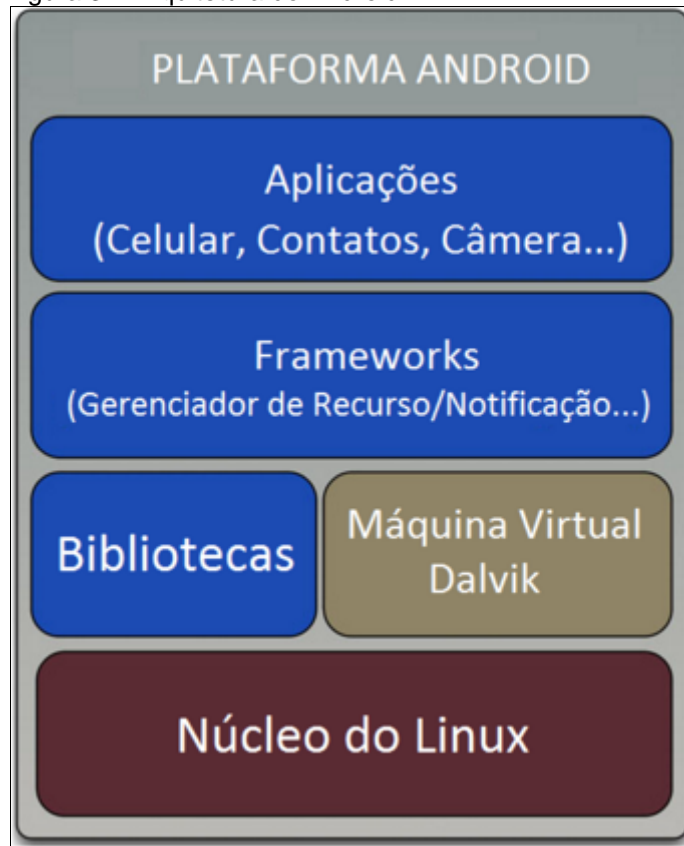 PLATAFORMA ANDROID
Aplicações
(Celular, Contatos, Câmera...)
Frameworks
(Gerenciador de Recurso/Notificação...)
Bibliotecas
Máquina Virtual
Dalvik
Núcleo do Linux